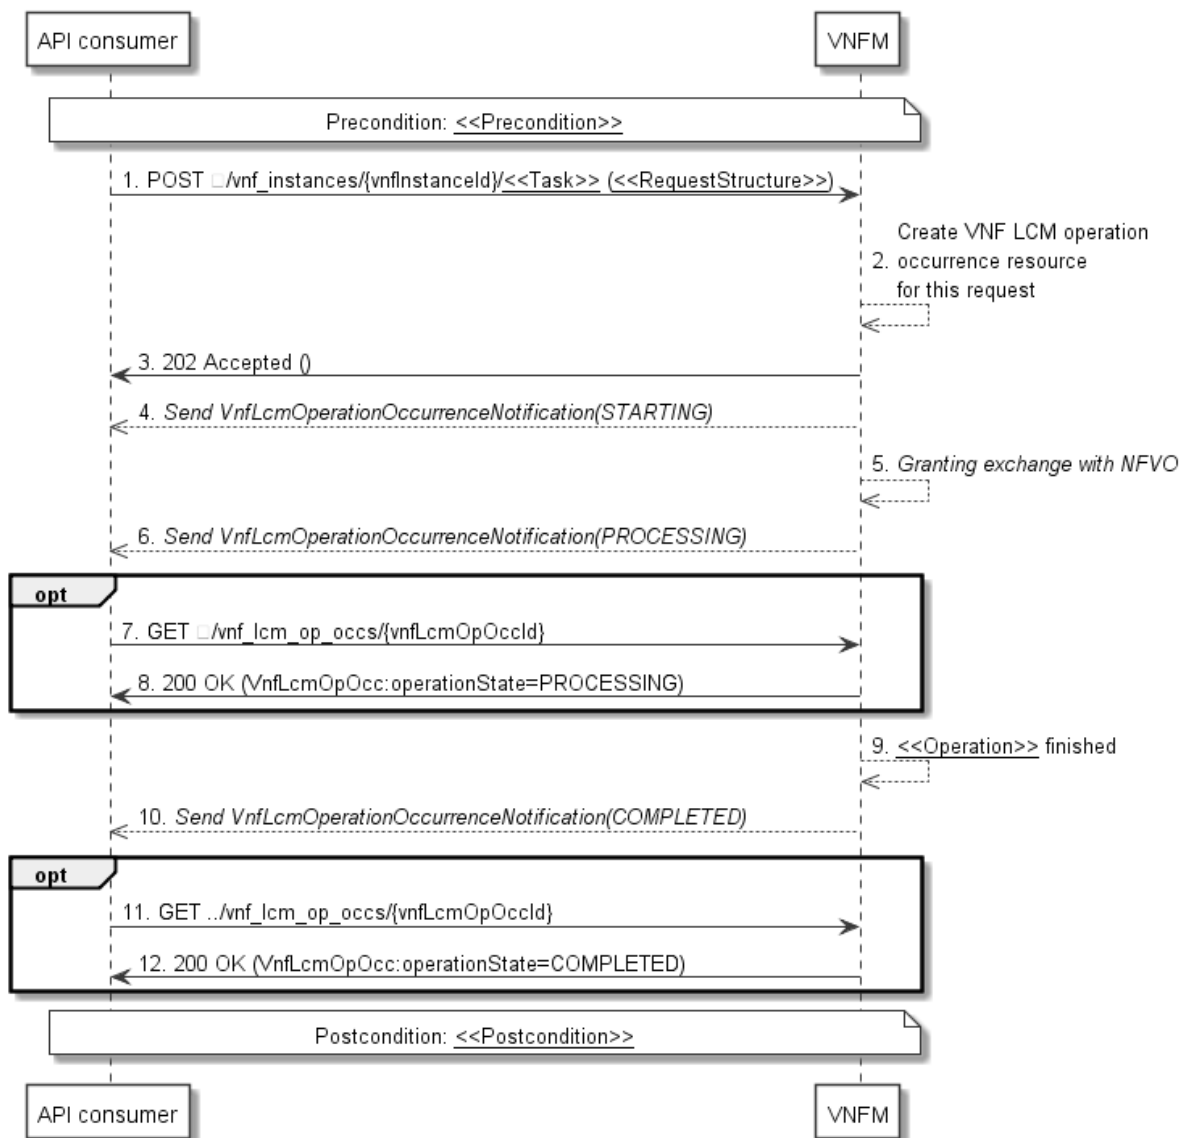 API consumer
VNFM
Precondition: <<Precondition>>
1. POST □/vnf_instances/{vnfInstanceId}/<<Task>> (<<RequestStructure>>)
Create VNF LCM operation
2. occurrence resource
for this request
3. 202 Accepted ()
4. Send VnfLcmOperationOccurrenceNotification(STARTING)
5. Granting exchange with NFVO
6. Send VnfLcmOperationOccurrenceNotification(PROCESSING)
opt
7. GET □/vnf_lcm_op_occs/{vnfLcmOpOccId}
8. 200 OK (VnfLcmOpOcc:operationState=PROCESSING)
9. <<Operation>> finished
10. Send VnfLcmOperationOccurrenceNotification(COMPLETED)
opt
11. GET ../vnf_lcm_op_occs/{vnfLcmOpOccId}
12. 200 OK (VnfLcmOpOcc:operationState=COMPLETED)
Postcondition: <<Postcondition>>
API consumer
VNFM